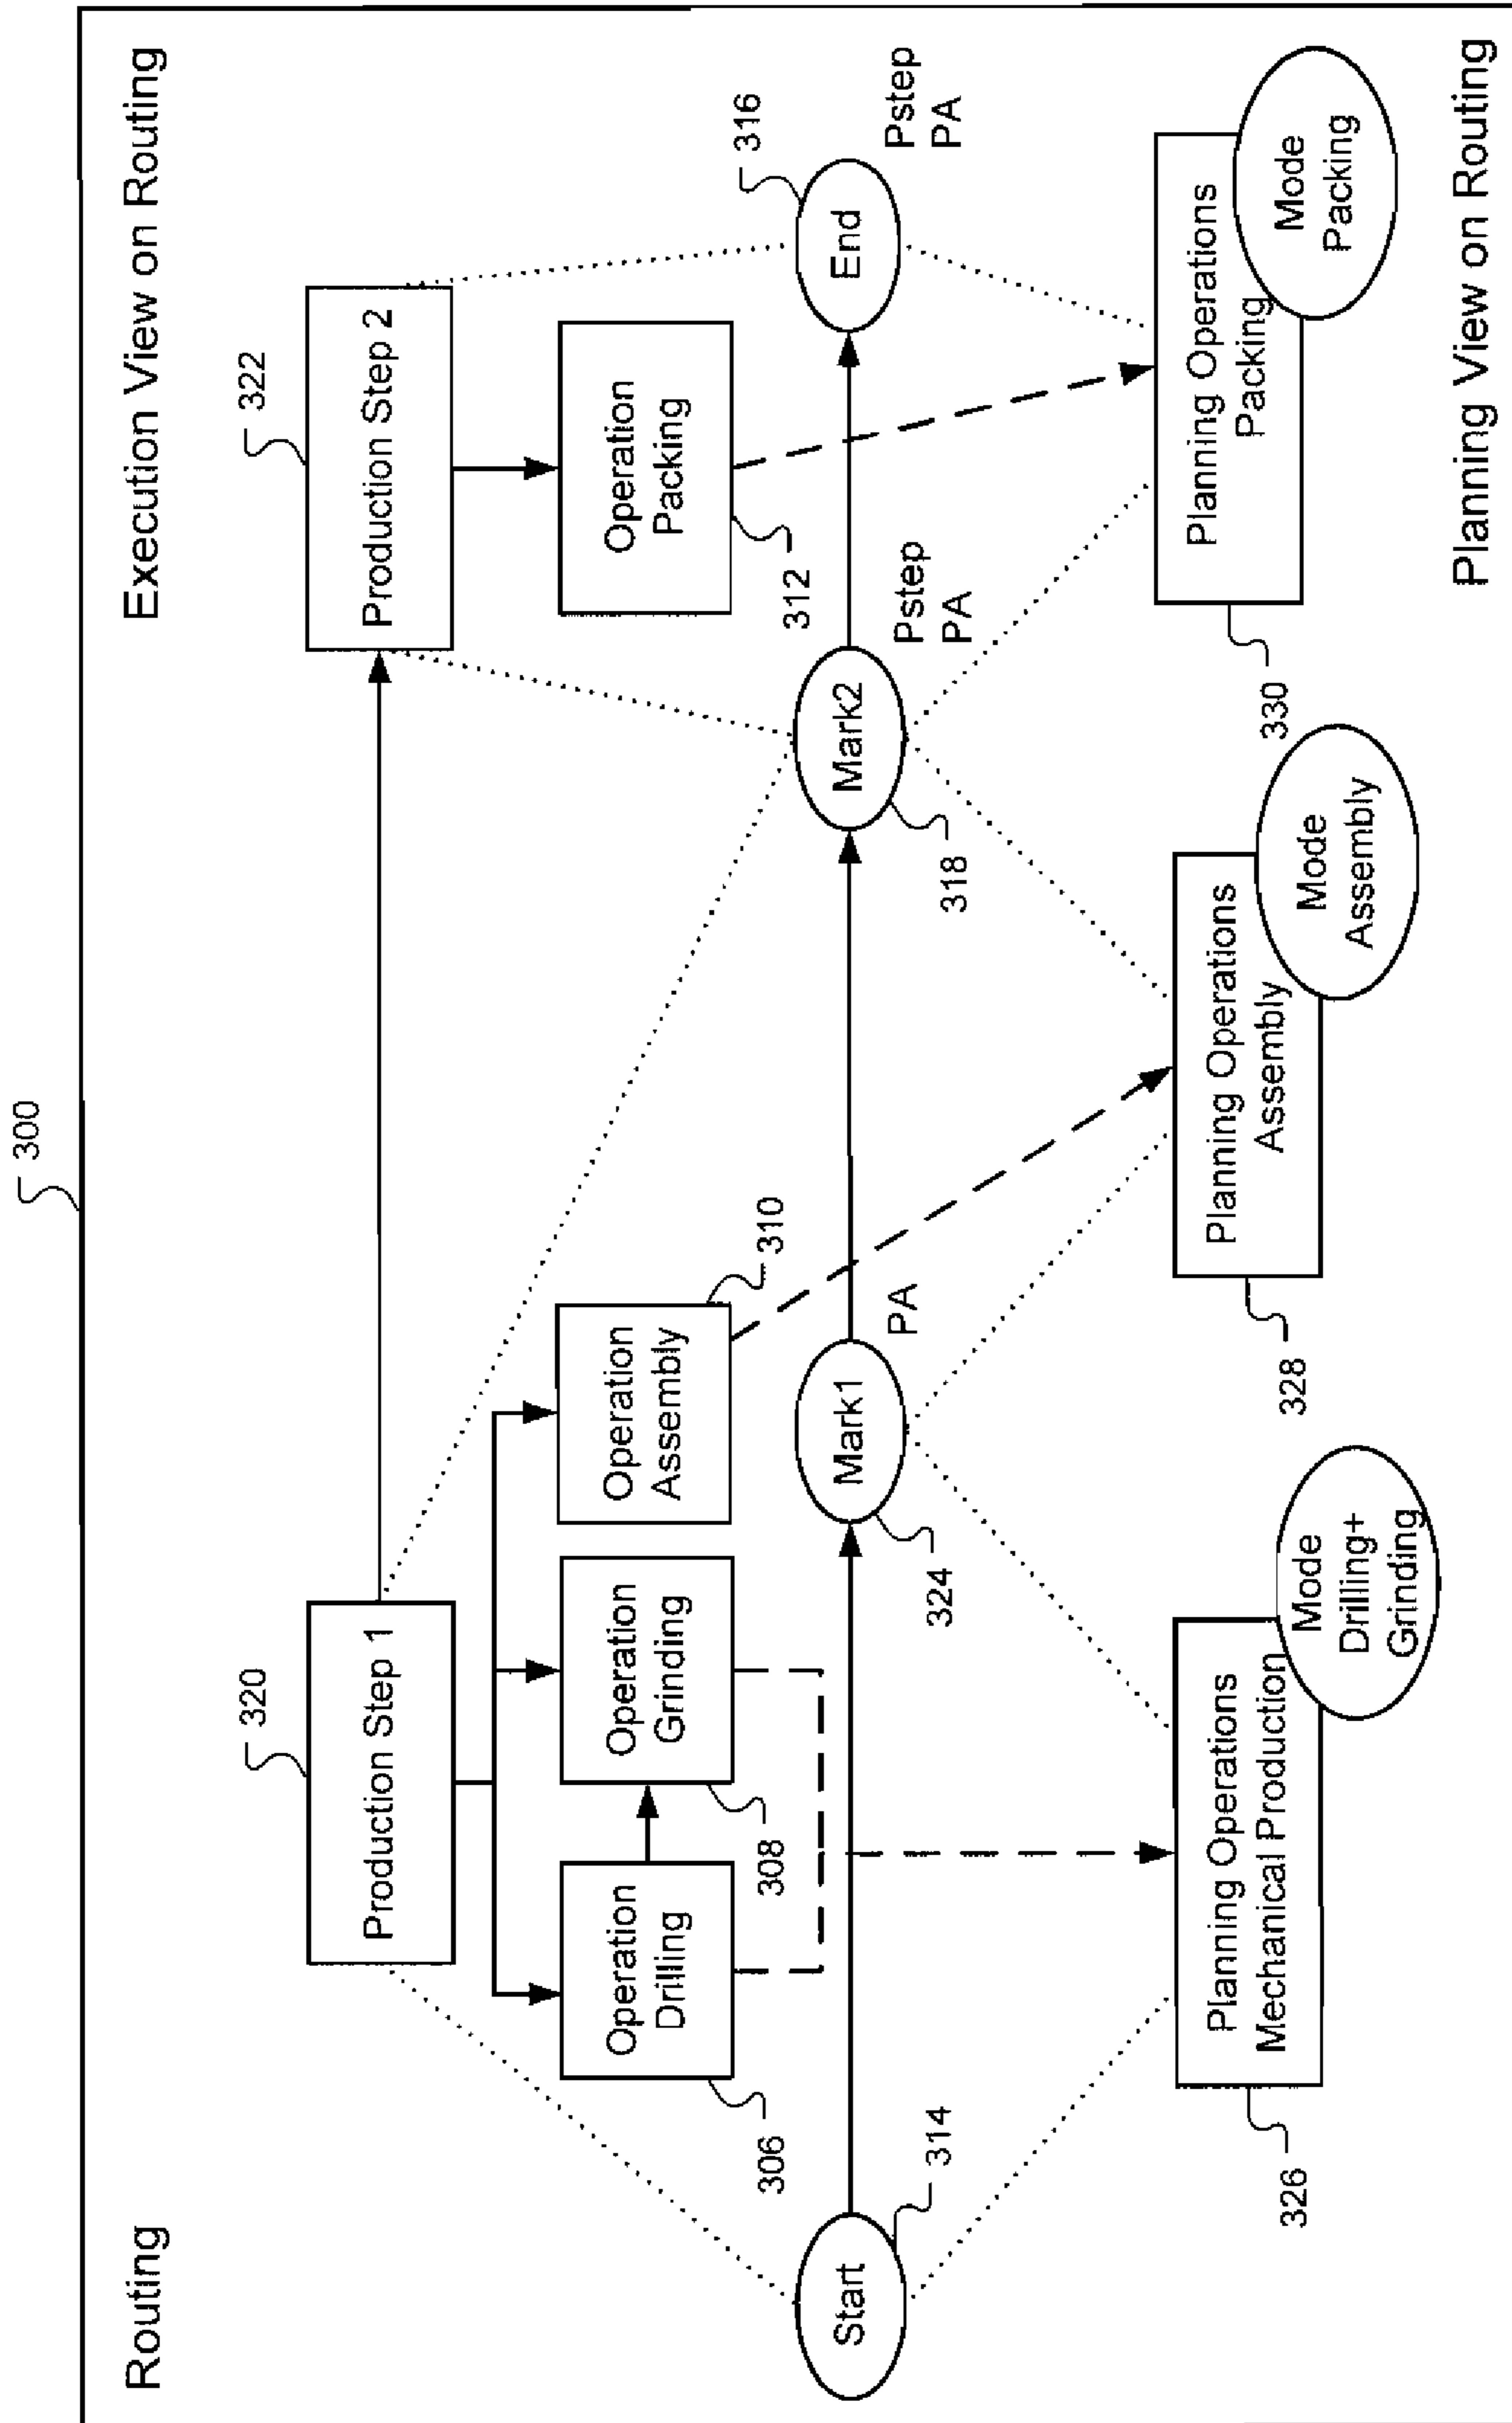 300
Routing
Execution View on Routing
320
322
Production Step 1
Production Step 2
Operation
Drilling
Operation
Grinding
Operation
Assembly
Operation
Packing
306
308
310
312
316
Start
Mark1
Mark2
End
314
324
PA
318
Pstep
PA
Pstep
PA
Planning Operations
Mechanical Production
Planning Operations
Assembly
Planning Operations
Packing
326
Mode
Drilling+
Grinding
328
Mode
Assembly
330
Mode
Packing
Planning View on Routing